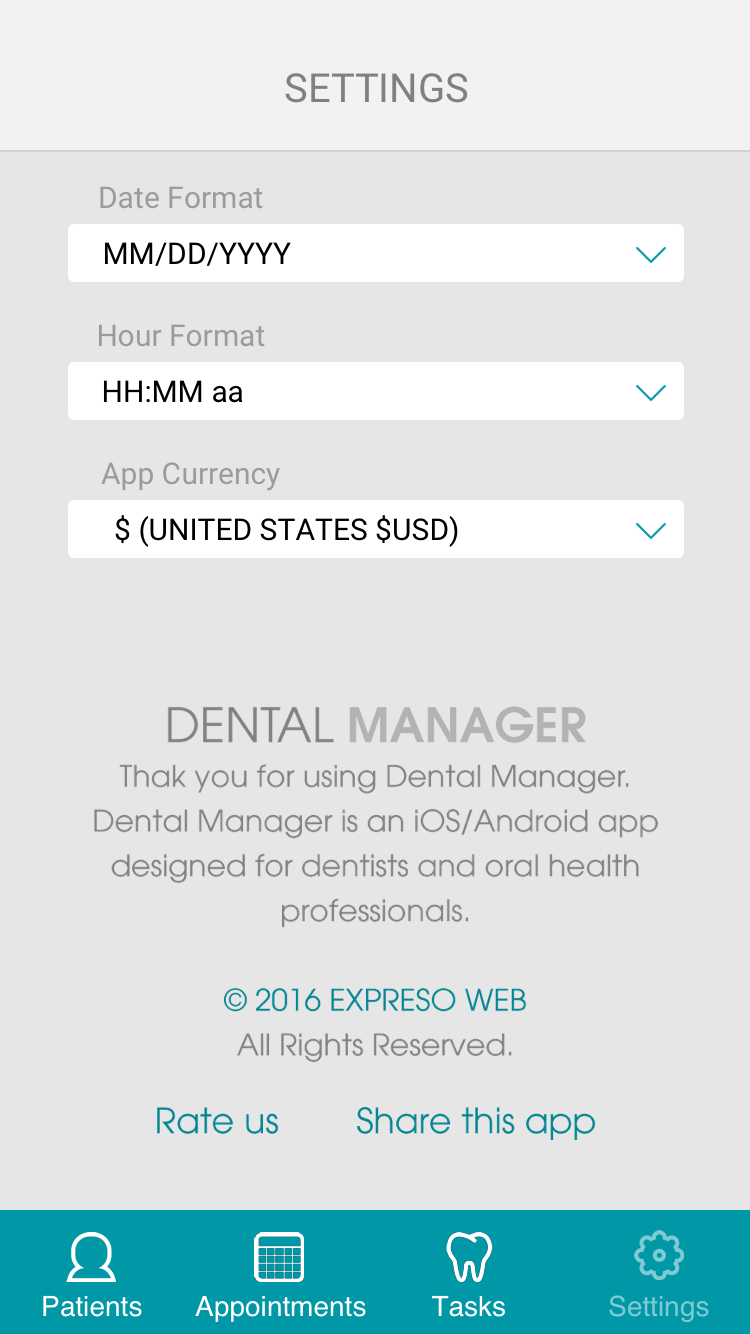 SETTINGS
Date Format
MM/DD/YYYY
Hour Format
HH:MM aa
App Currency
$ (UNITED STATES $USD)
DENTAL MANAGER
Thak you for using Dental Manager.
Dental Manager is an iOS/Android app
designed for dentists and oral health
professionals.
© 2016 EXPRESO WEB
All Rights Reserved.
Rate us Share this app
Patients Appointments Tasks Settings